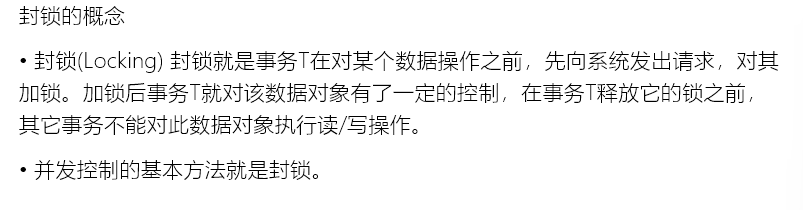 封锁的概念
• 封锁(Locking) 封锁就是事务T在对某个数据操作之前，先向系统发出请求，对其
加锁。加锁后事务T就对该数据对象有了一定的控制，在事务T释放它的锁之前，
其它事务不能对此数据对象执行读/写操作。
• 并发控制的基本方法就是封锁。